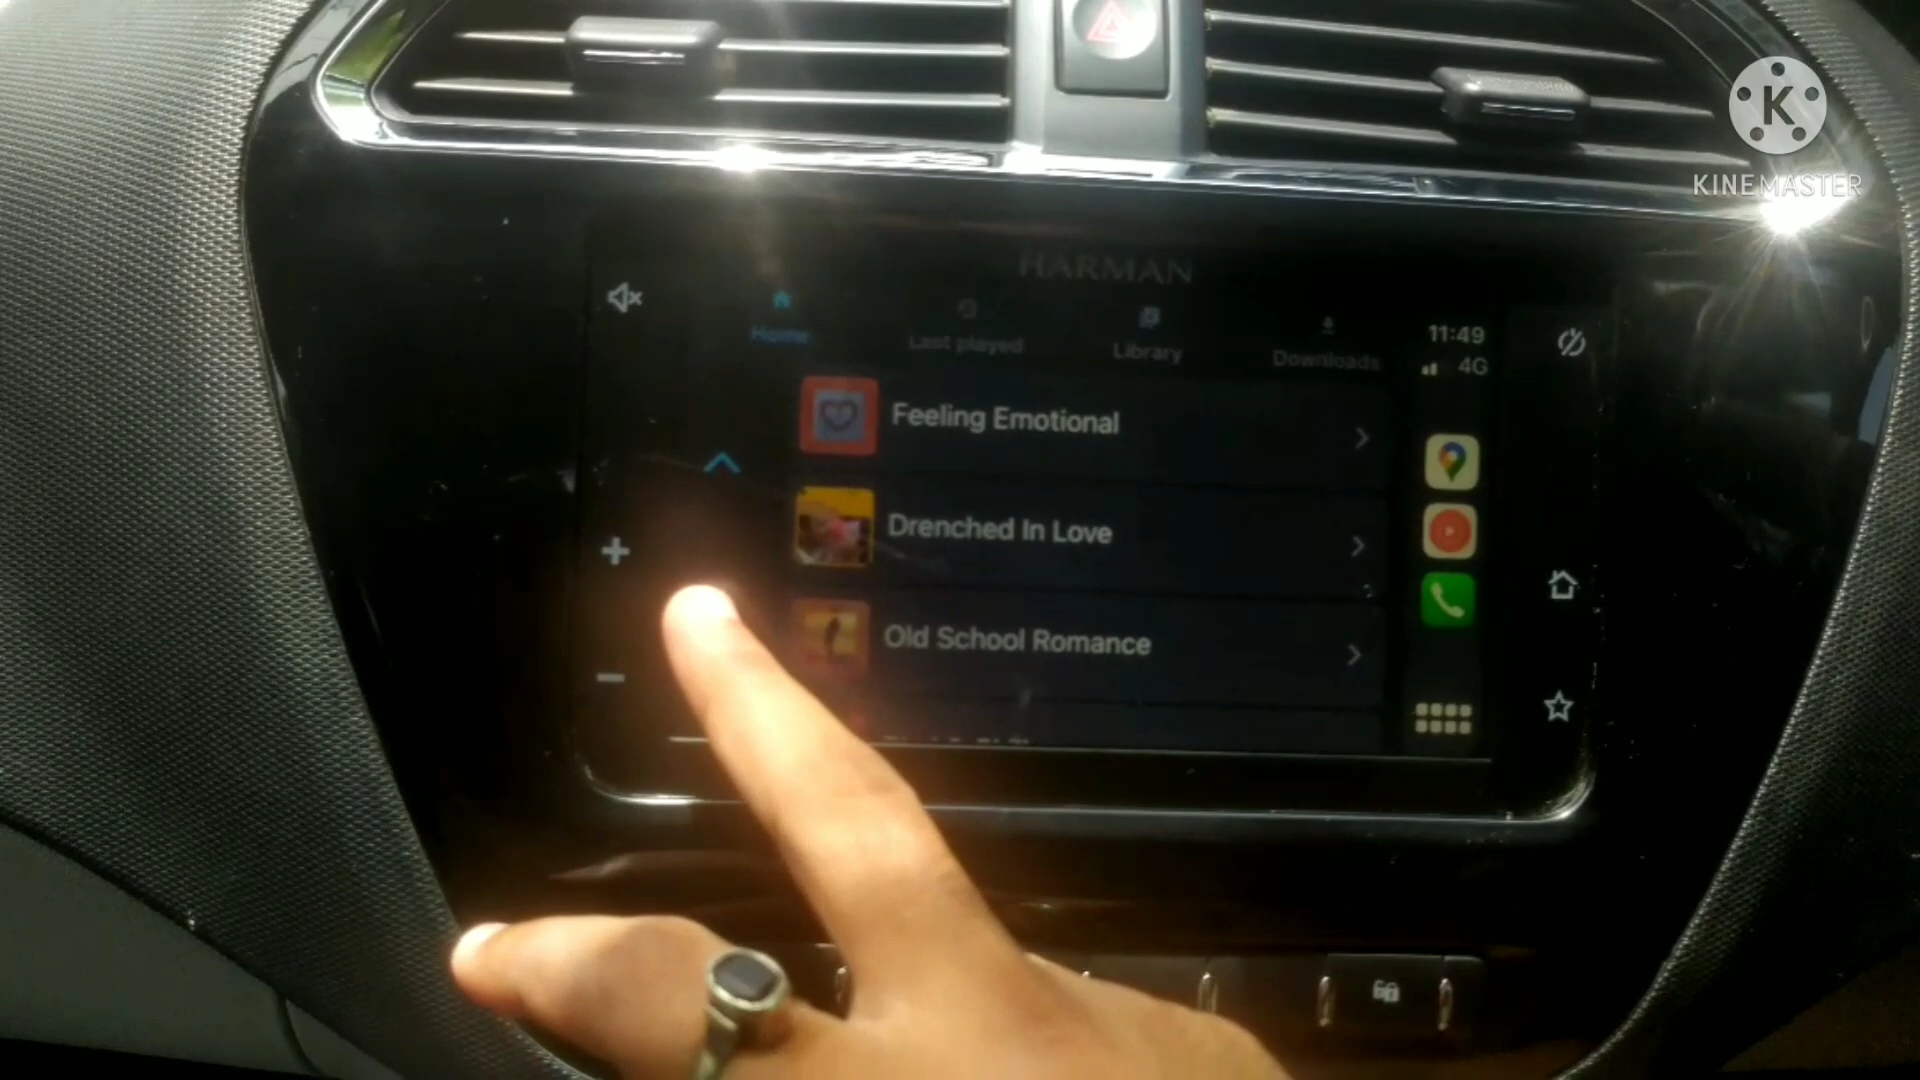 K
KINEMASTER
HARMAN
Home
Last played
Library
Downloads
11:49
4G
Feeling Emotional
Drenched In Love
Old School Romance